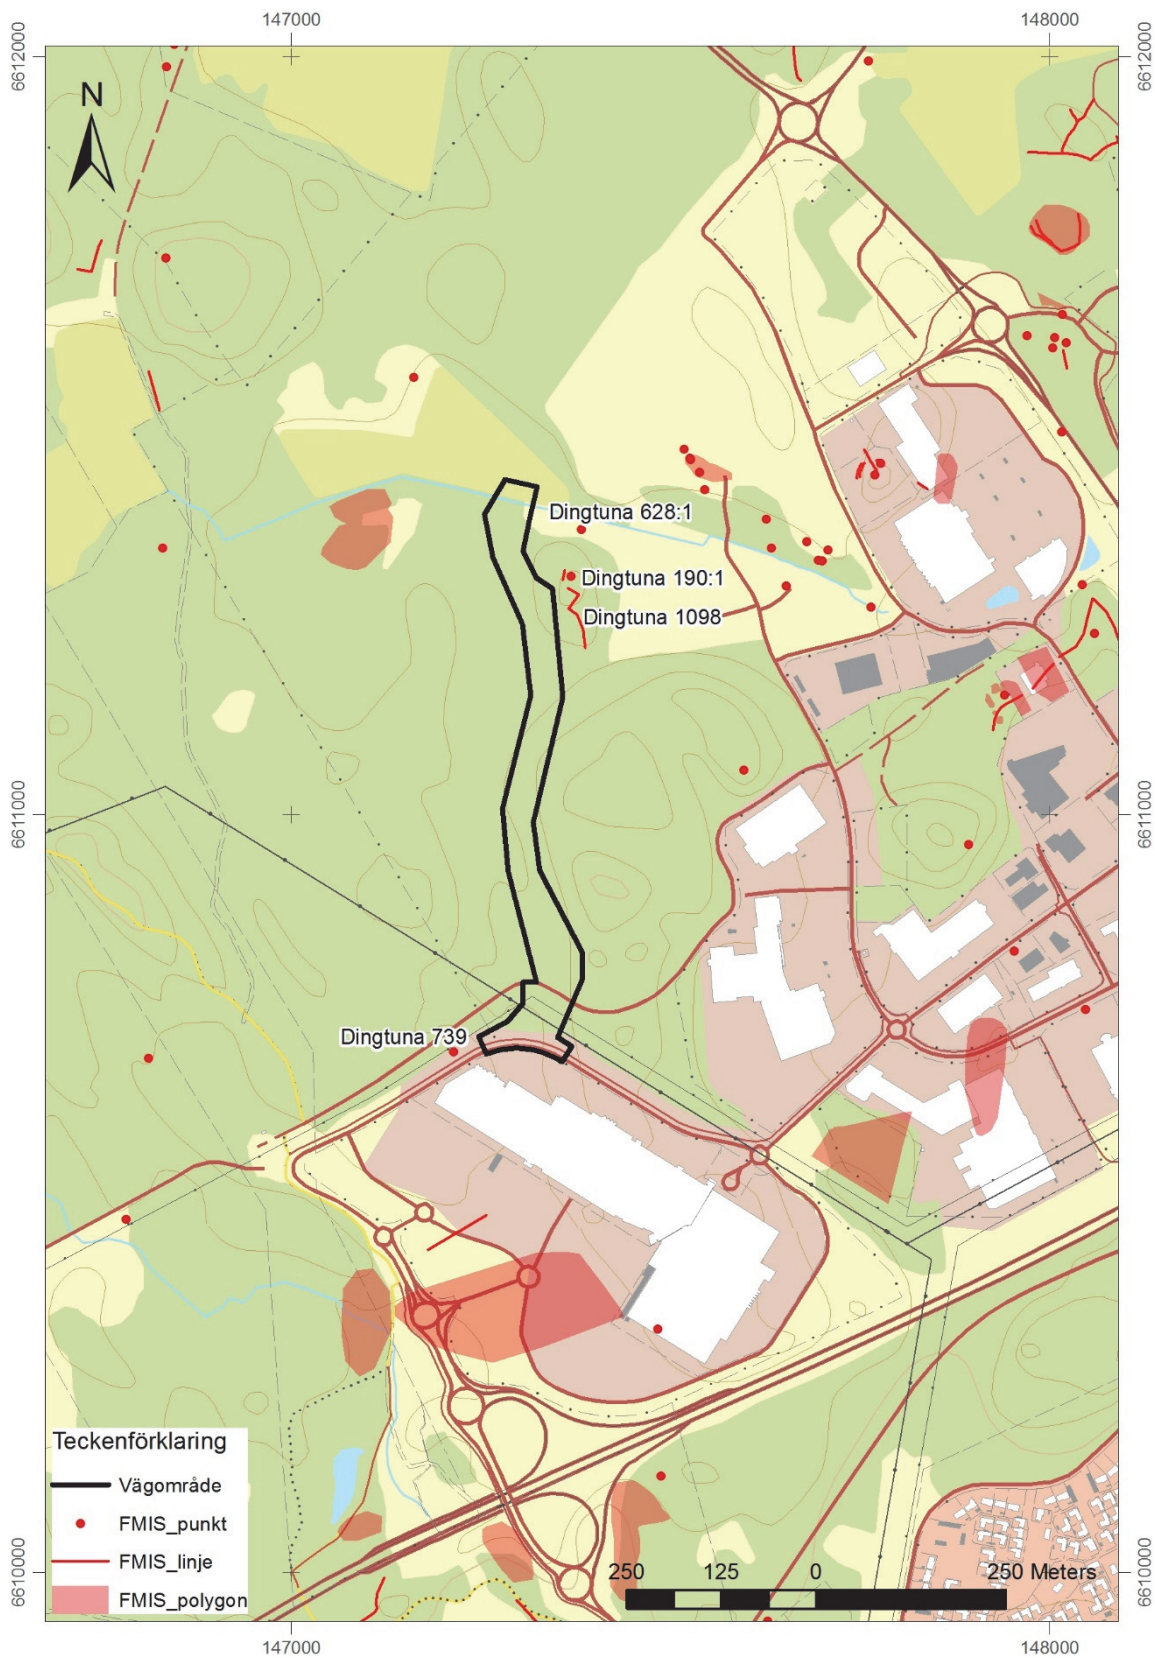 147000
148000
6612000
6612000
N
Dingtuna 628:1
Dingtuna 190:1
Dingtuna 1098
6611000
6611000
Dingtuna 739
Teckenförklaring
Vägområde
FMIS_punkt
FMIS_linje
FMIS_polygon
250 125 0 250 Meters
6610000
6610000
147000
148000